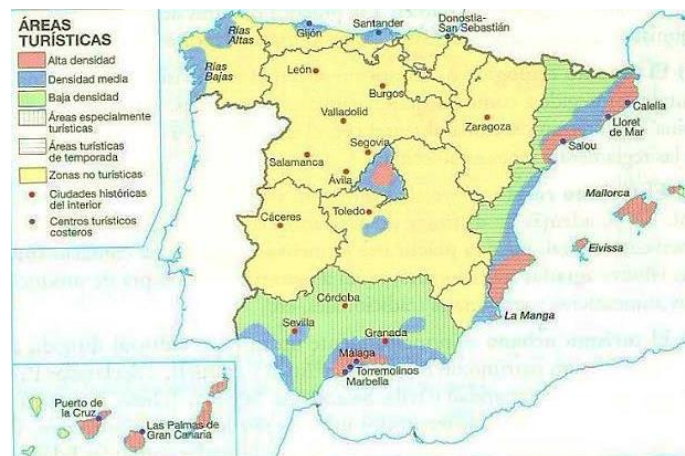 ÁREAS
TURÍSTICAS
Alta densidad
Densidad media
Baja densidad
Áreas especialmente
turísticas
Áreas turísticas
de temporada
Zonas no turísticas
Ciudades históricas
del interior
Centros turísticos
costeros
Rías
Altas
Rías
Bajas
Gijón
Santander
Donostia-
San Sebastián
León
Burgos
Valladolid
Zaragoza
Segovia
Salamanca
Ávila
Toledo
Cáceres
Calella
Lloret
de Mar
Salou
Mallorca
Eivissa
La Manga
Córdoba
Sevilla
Granada
Málaga
Torremolinos
Marbella
Puerto de
la Cruz
Las Palmas de
Gran Canaria